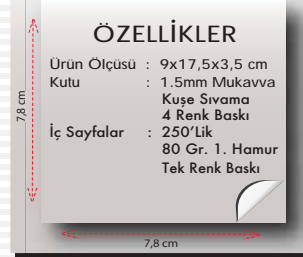 ÖZELLİKLER
Ürün Ölçüsü : 9x17,5x3,5 cm
Kutu : 1.5mm Mukavva
Kuşe Sıvama
4 Renk Baskı
İç Sayfalar : 250'Lik
80 Gr. 1. Hamur
Tek Renk Baskı
7,8 cm
7,8 cm